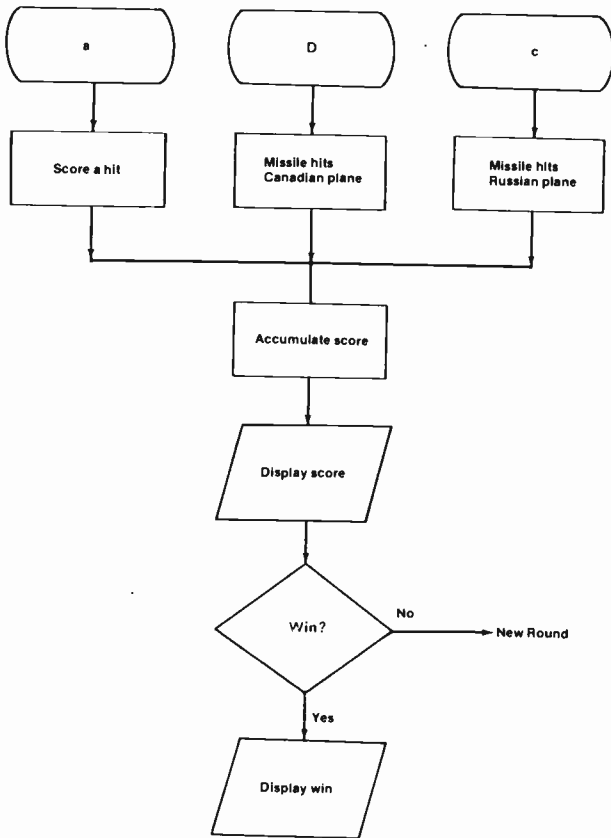 a
D
c
Score a hit
Missile hits
Canadian plane
Missile hits
Russian plane
Accumulate score
Display score
Win?
No
New Round
Yes
Display win